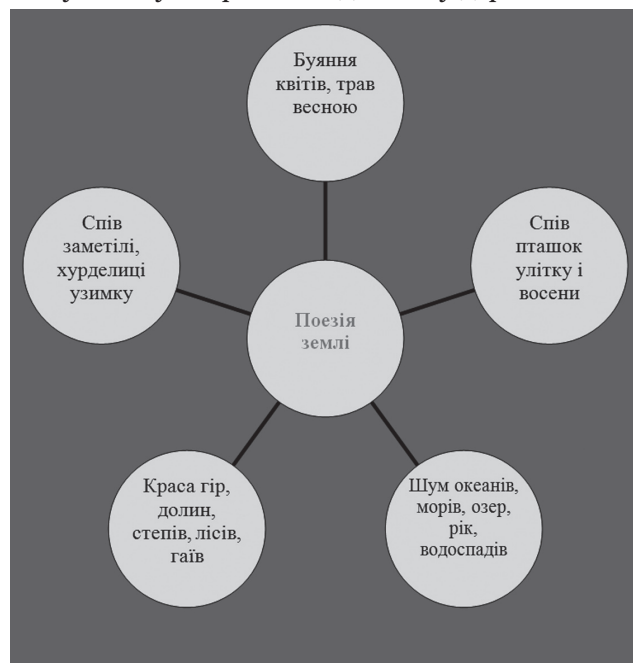 Буяння
квітів, трав
весною
Спів
заметілі,
хурделиці
узимку
Спів
пташок
улітку і
восени
Поезія
землі
Краса гір,
долин,
степів, лісів,
гаїв
Шум океанів,
морів, озер,
рік,
водоспадів